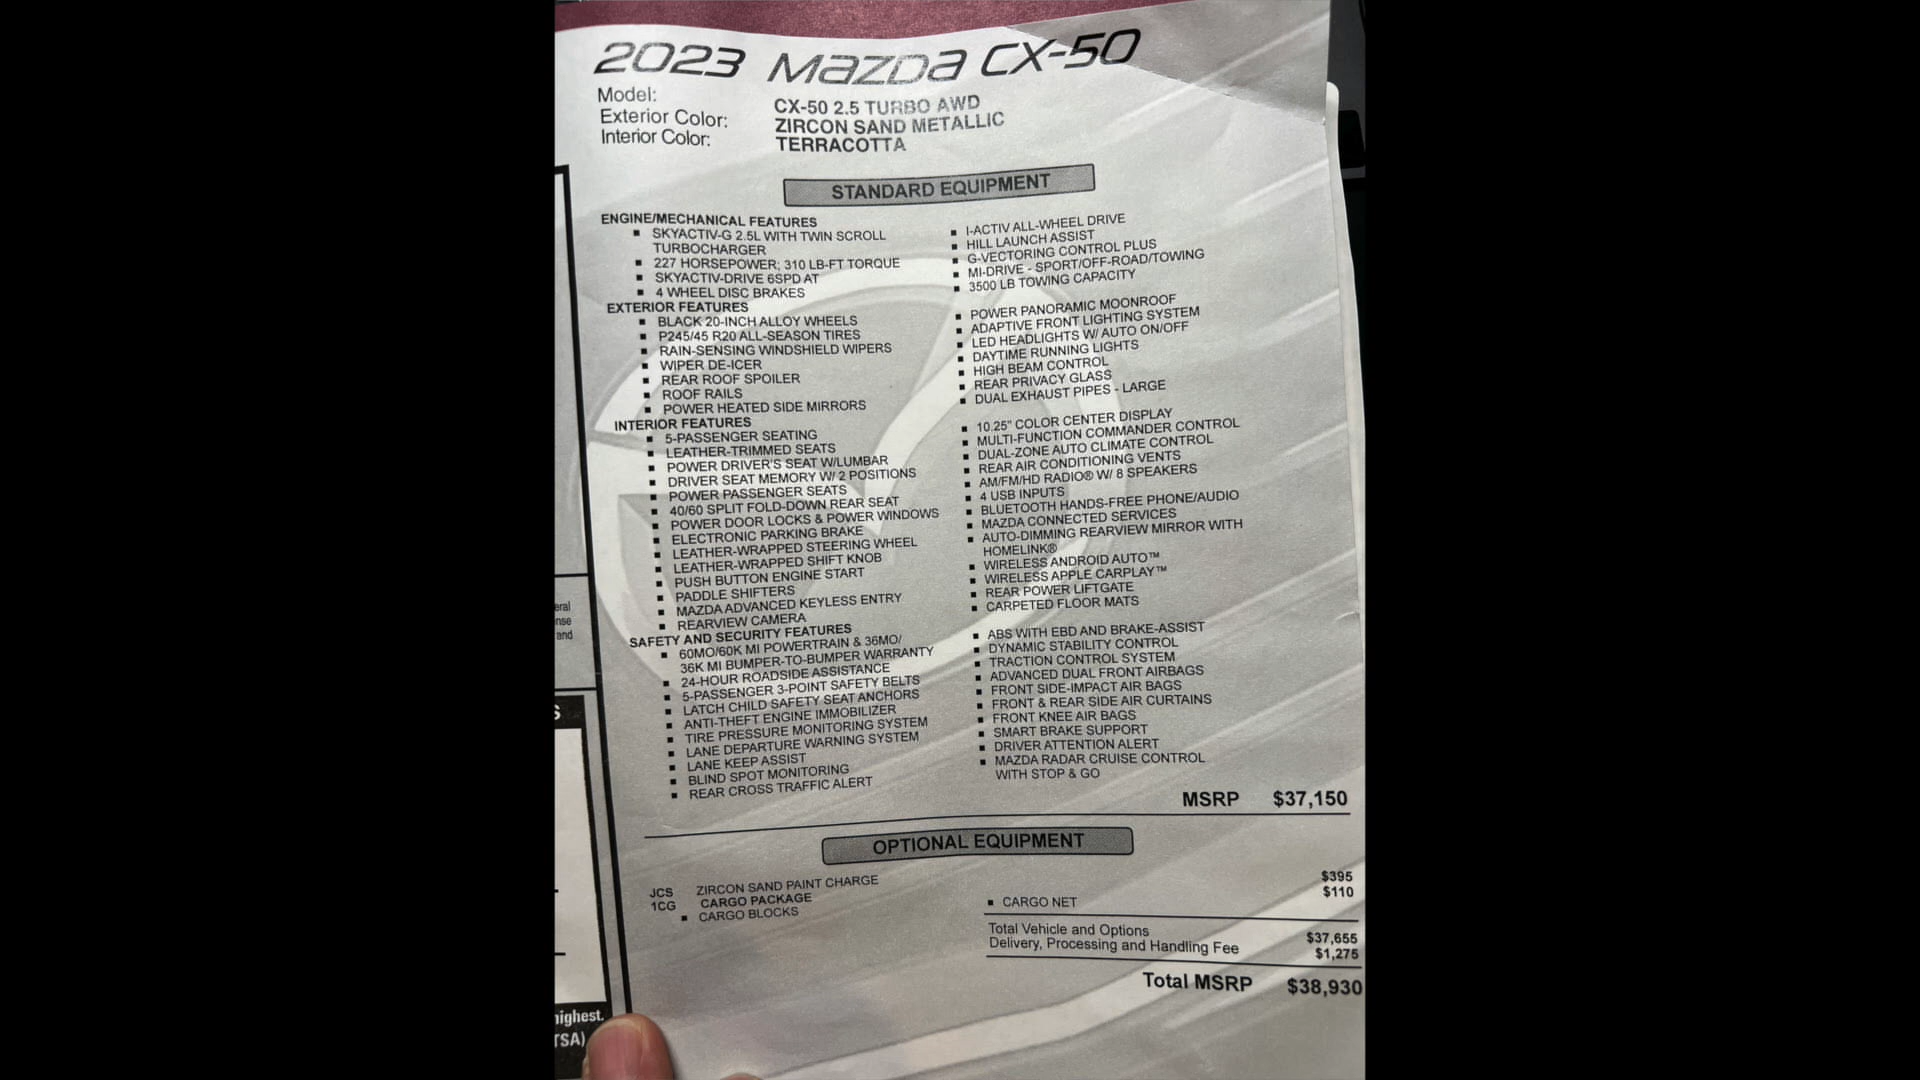 2023 Mazda CX-50
Model: CX-50 2.5 TURBO AWD
Exterior Color: ZIRCON SAND METALLIC
Interior Color: TERRACOTTA
STANDARD EQUIPMENT
ENGINE/MECHANICAL FEATURES
▪ SKYACTIV-G 2.5L WITH TWIN SCROLL
TURBOCHARGER
▪ 227 HORSEPOWER; 310 LB-FT TORQUE
▪ SKYACTIV-DRIVE 6SPD AT
▪ 4 WHEEL DISC BRAKES
▪ I-ACTIV ALL-WHEEL DRIVE
▪ HILL LAUNCH ASSIST
▪ G-VECTORING CONTROL PLUS
▪ MI-DRIVE - SPORT/OFF-ROAD/TOWING
▪ 3500 LB TOWING CAPACITY
EXTERIOR FEATURES
▪ BLACK 20-INCH ALLOY WHEELS
▪ P245/45 R20 ALL-SEASON TIRES
▪ RAIN-SENSING WINDSHIELD WIPERS
▪ WIPER DE-ICER
▪ REAR ROOF SPOILER
▪ ROOF RAILS
▪ POWER HEATED SIDE MIRRORS
▪ POWER PANORAMIC MOONROOF
▪ ADAPTIVE FRONT LIGHTING SYSTEM
▪ LED HEADLIGHTS W/ AUTO ON/OFF
▪ DAYTIME RUNNING LIGHTS
▪ HIGH BEAM CONTROL
▪ REAR PRIVACY GLASS
▪ DUAL EXHAUST PIPES - LARGE
INTERIOR FEATURES
▪ 5-PASSENGER SEATING
▪ LEATHER-TRIMMED SEATS
▪ POWER DRIVER'S SEAT W/LUMBAR
▪ DRIVER SEAT MEMORY W/ 2 POSITIONS
▪ POWER PASSENGER SEATS
▪ 40/60 SPLIT FOLD-DOWN REAR SEAT
▪ POWER DOOR LOCKS & POWER WINDOWS
▪ ELECTRONIC PARKING BRAKE
▪ LEATHER-WRAPPED STEERING WHEEL
▪ LEATHER-WRAPPED SHIFT KNOB
▪ PUSH BUTTON ENGINE START
▪ PADDLE SHIFTERS
▪ MAZDA ADVANCED KEYLESS ENTRY
▪ REARVIEW CAMERA
▪ 10.25" COLOR CENTER DISPLAY
▪ MULTI-FUNCTION COMMANDER CONTROL
▪ DUAL-ZONE AUTO CLIMATE CONTROL
▪ REAR AIR CONDITIONING VENTS
▪ AM/FM/HD RADIO® W/ 8 SPEAKERS
▪ 4 USB INPUTS
▪ BLUETOOTH HANDS-FREE PHONE/AUDIO
▪ MAZDA CONNECTED SERVICES
▪ AUTO-DIMMING REARVIEW MIRROR WITH
HOMELINK®
▪ WIRELESS ANDROID AUTO™
▪ WIRELESS APPLE CARPLAY™
▪ REAR POWER LIFTGATE
▪ CARPETED FLOOR MATS
SAFETY AND SECURITY FEATURES
▪ 60MO/60K MI POWERTRAIN & 36MO/
36K MI BUMPER-TO-BUMPER WARRANTY
▪ 24-HOUR ROADSIDE ASSISTANCE
▪ 5-PASSENGER 3-POINT SAFETY BELTS
▪ LATCH CHILD SAFETY SEAT ANCHORS
▪ ANTI-THEFT ENGINE IMMOBILIZER
▪ TIRE PRESSURE MONITORING SYSTEM
▪ LANE DEPARTURE WARNING SYSTEM
▪ LANE KEEP ASSIST
▪ BLIND SPOT MONITORING
▪ REAR CROSS TRAFFIC ALERT
▪ ABS WITH EBD AND BRAKE-ASSIST
▪ DYNAMIC STABILITY CONTROL
▪ TRACTION CONTROL SYSTEM
▪ ADVANCED DUAL FRONT AIRBAGS
▪ FRONT SIDE-IMPACT AIR BAGS
▪ FRONT & REAR SIDE AIR CURTAINS
▪ FRONT KNEE AIR BAGS
▪ SMART BRAKE SUPPORT
▪ DRIVER ATTENTION ALERT
▪ MAZDA RADAR CRUISE CONTROL
WITH STOP & GO
MSRP $37,150
OPTIONAL EQUIPMENT
JCS ZIRCON SAND PAINT CHARGE $395
1CG CARGO PACKAGE $110
▪ CARGO BLOCKS ▪ CARGO NET
Total Vehicle and Options $37,655
Delivery, Processing and Handling Fee $1,275
Total MSRP $38,930
eral
nse
and
S
highest.
TSA)